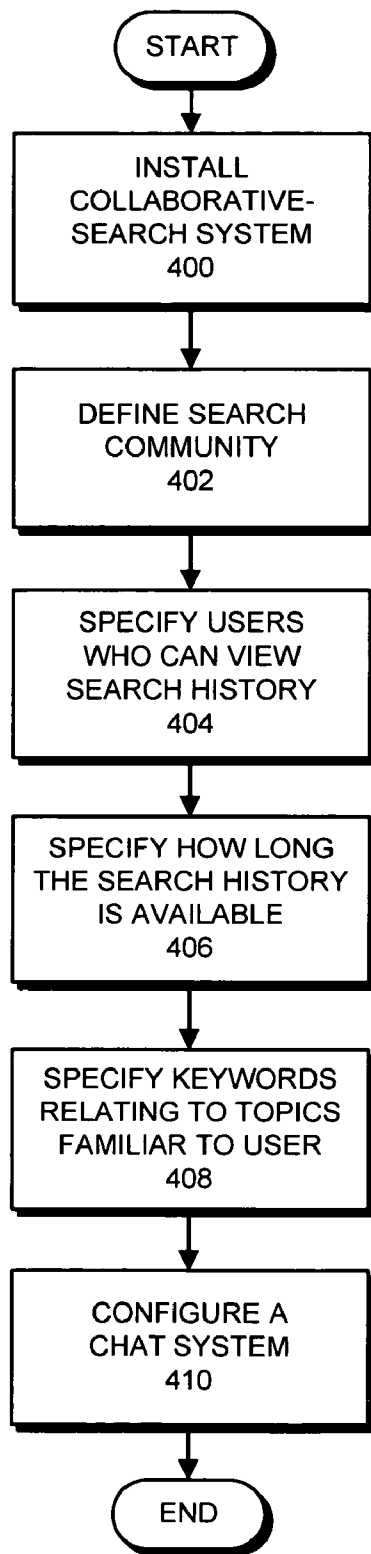 START
INSTALL
COLLABORATIVE-
SEARCH SYSTEM
400
DEFINE SEARCH
COMMUNITY
402
SPECIFY USERS
WHO CAN VIEW
SEARCH HISTORY
404
SPECIFY HOW LONG
THE SEARCH HISTORY
IS AVAILABLE
406
SPECIFY KEYWORDS
RELATING TO TOPICS
FAMILIAR TO USER
408
CONFIGURE A
CHAT SYSTEM
410
END